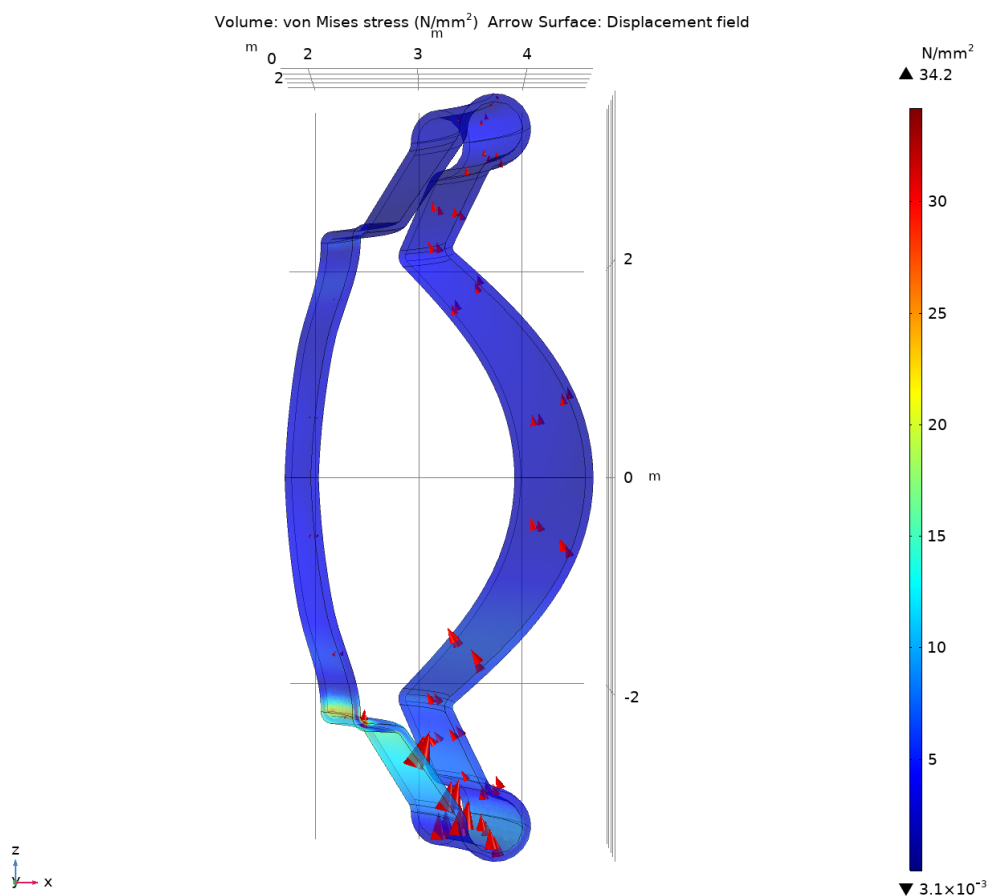 Volume: von Mises stress (N/mm²) Arrow Surface: Displacement field
m
m 0 2 3 4
2
N/mm²
▲ 34.2
30
25
20
15
10
5
▼ 3.1×10⁻³
2
0 m
-2
z
y x